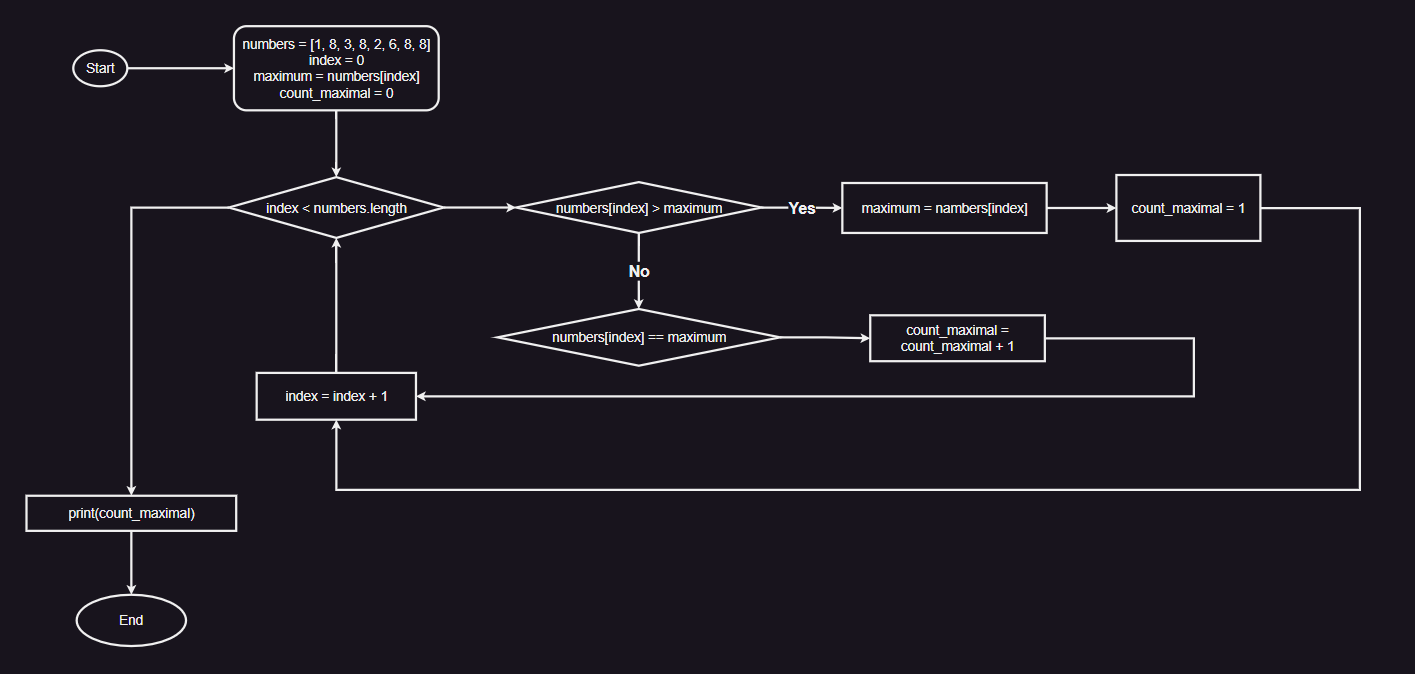 Start
numbers = [1, 8, 3, 8, 2, 6, 8, 8]
index = 0
maximum = numbers[index]
count_maximal = 0
index < numbers.length
numbers[index] > maximum
Yes
maximum = nambers[index]
count_maximal = 1
No
numbers[index] == maximum
count_maximal =
count_maximal + 1
index = index + 1
print(count_maximal)
End